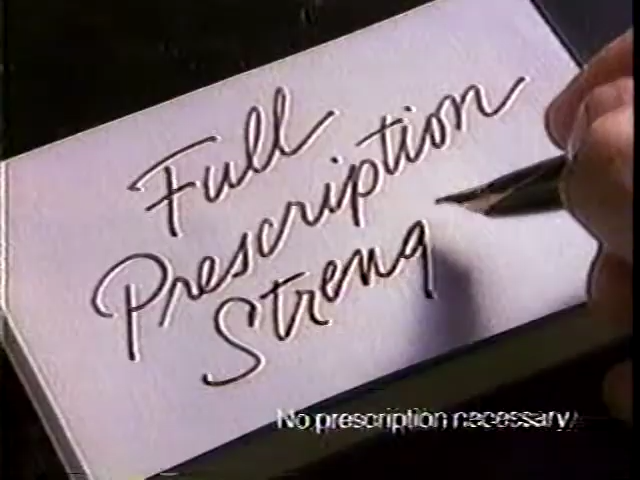 Full
Prescription
Streng
No prescription necessary.